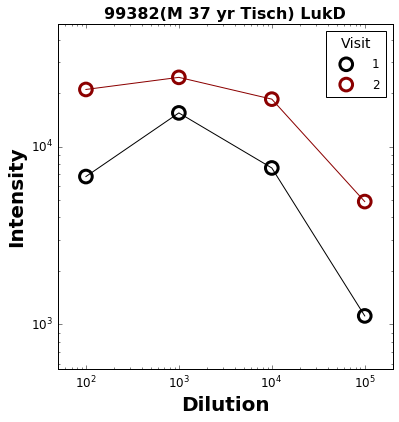 99382(M 37 yr Tisch) LukD
Visit
1
2
Intensity
10^4
10^3
10^2 10^3 10^4 10^5
Dilution